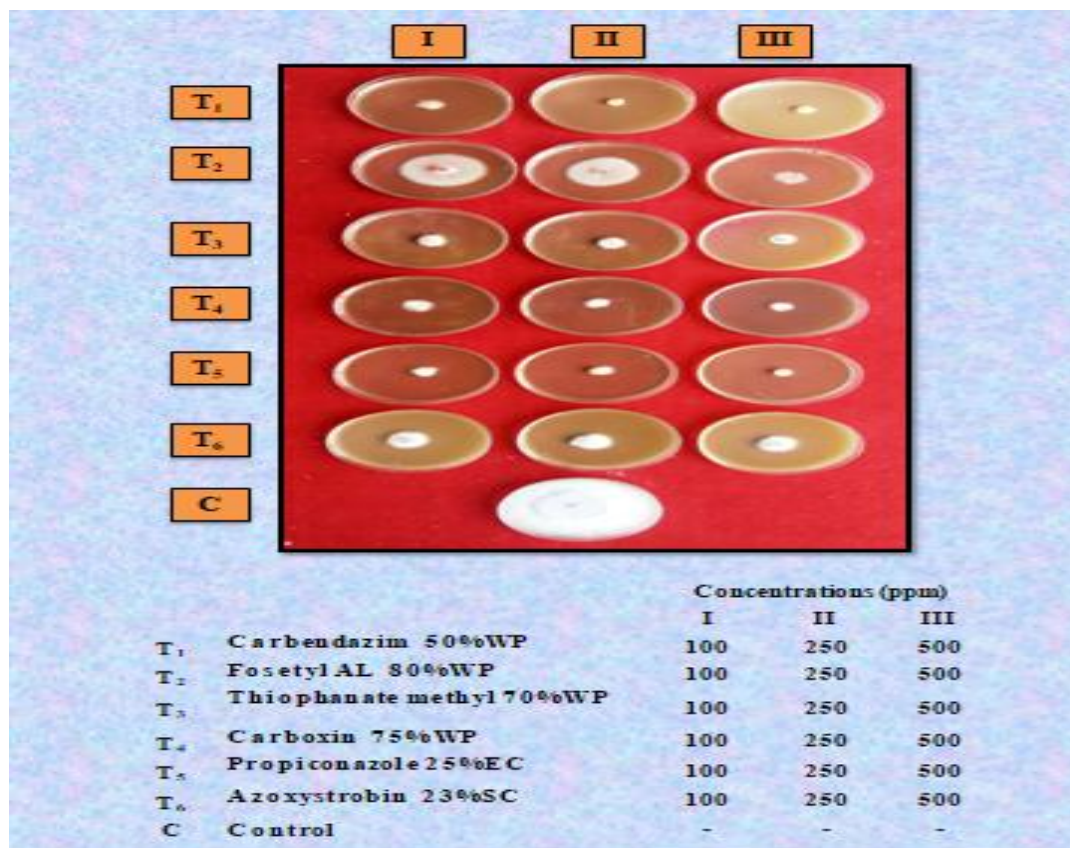 I II III
T₁
T₂
T₃
T₄
T₅
T₆
C
Concentrations (ppm)
I II III
T₁ Carbendazim 50%WP 100 250 500
T₂ Fosetyl AL 80%WP 100 250 500
T₃ Thiophanate methyl 70%WP 100 250 500
T₄ Carboxin 75%WP 100 250 500
T₅ Propiconazole 25%EC 100 250 500
T₆ Azoxystrobin 23%SC 100 250 500
C Control - - -